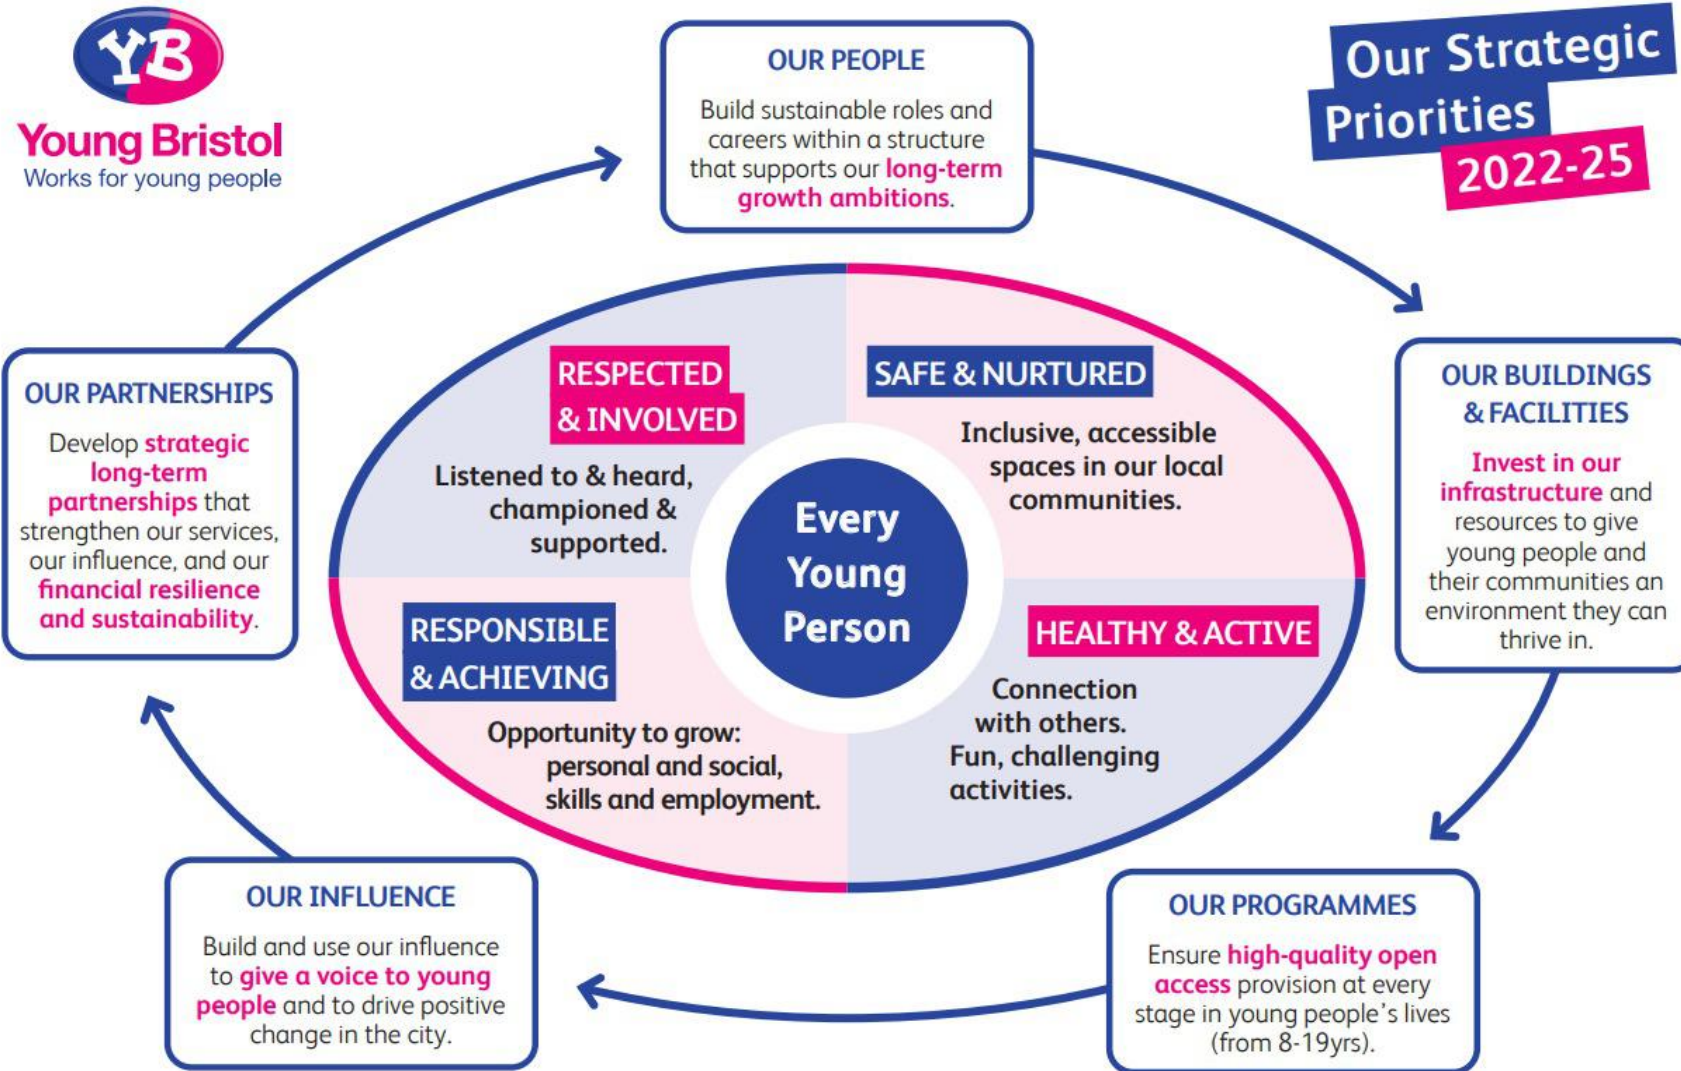 YB
Young Bristol
Works for young people
Our Strategic
Priorities
2022-25
OUR PEOPLE
Build sustainable roles and
careers within a structure
that supports our long-term
growth ambitions.
OUR BUILDINGS
& FACILITIES
Invest in our
infrastructure and
resources to give
young people and
their communities an
environment they can
thrive in.
OUR PROGRAMMES
Ensure high-quality open
access provision at every
stage in young people's lives
(from 8-19yrs).
OUR INFLUENCE
Build and use our influence
to give a voice to young
people and to drive positive
change in the city.
OUR PARTNERSHIPS
Develop strategic
long-term
partnerships that
strengthen our services,
our influence, and our
financial resilience
and sustainability.
RESPECTED
& INVOLVED
Listened to & heard,
championed &
supported.
SAFE & NURTURED
Inclusive, accessible
spaces in our local
communities.
Every
Young
Person
RESPONSIBLE
& ACHIEVING
Opportunity to grow:
personal and social,
skills and employment.
HEALTHY & ACTIVE
Connection
with others.
Fun, challenging
activities.